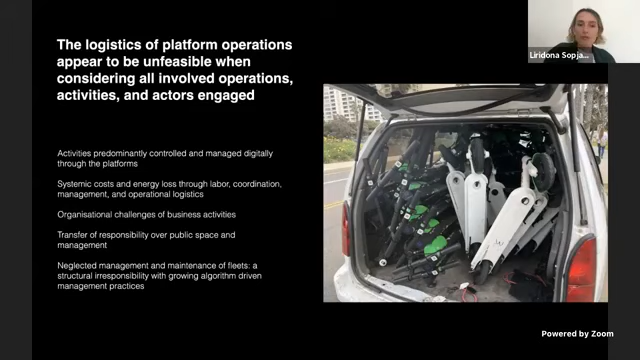 The logistics of platform operations
appear to be unfeasible when
considering all involved operations,
activities, and actors engaged
Activities predominantly controlled and managed digitally
through the platforms
Systemic costs and energy loss through labor, coordination,
management, and operational logistics
Organisational challenges of business activities
Transfer of responsibility over public space and
management
Neglected management and maintenance of fleets: a
structural irresponsibility with growing algorithm driven
management practices
Liridona Sopja...
Powered by Zoom